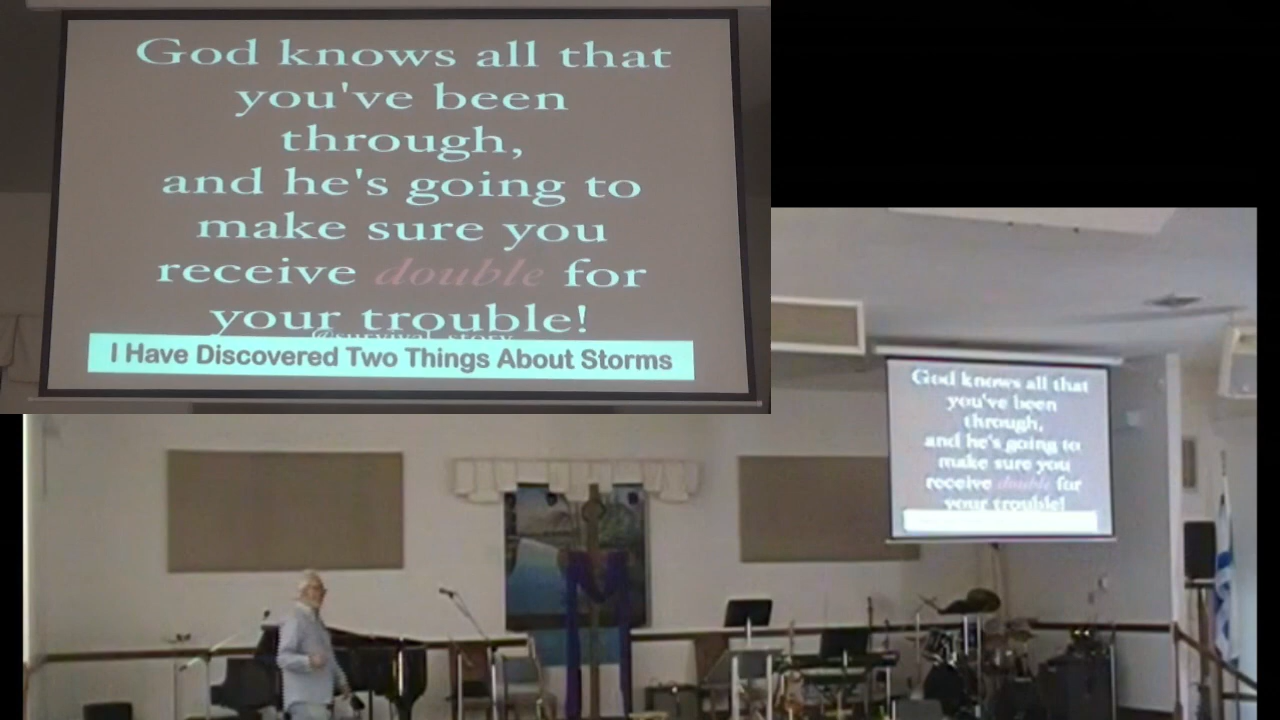 God knows all that
you've been
through,
and he's going to
make sure you
receive double for
your trouble!
@survival_story
I Have Discovered Two Things About Storms
God knows all that
you've been
through,
and he's going to
make sure you
receive double for
your trouble!